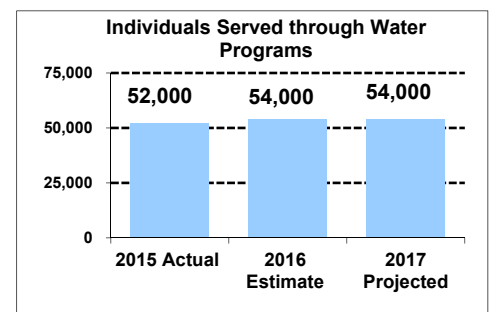 Individuals Served through Water
Programs
75,000
52,000
54,000
54,000
50,000
25,000
0
2015 Actual
2016
Estimate
2017
Projected